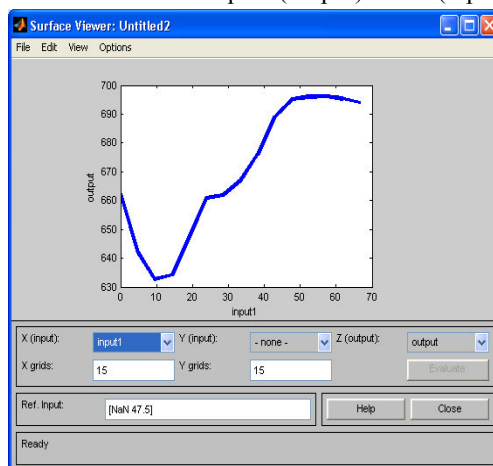 Surface Viewer: Untitled2
File Edit View Options
700
690
680
670
660
650
640
630
output
0 10 20 30 40 50 60 70
input1
X (input): input1 Y (input): - none - Z (output): output
X grids: 15 Y grids: 15 Evaluate
Ref. Input: [NaN 47.5] Help Close
Ready